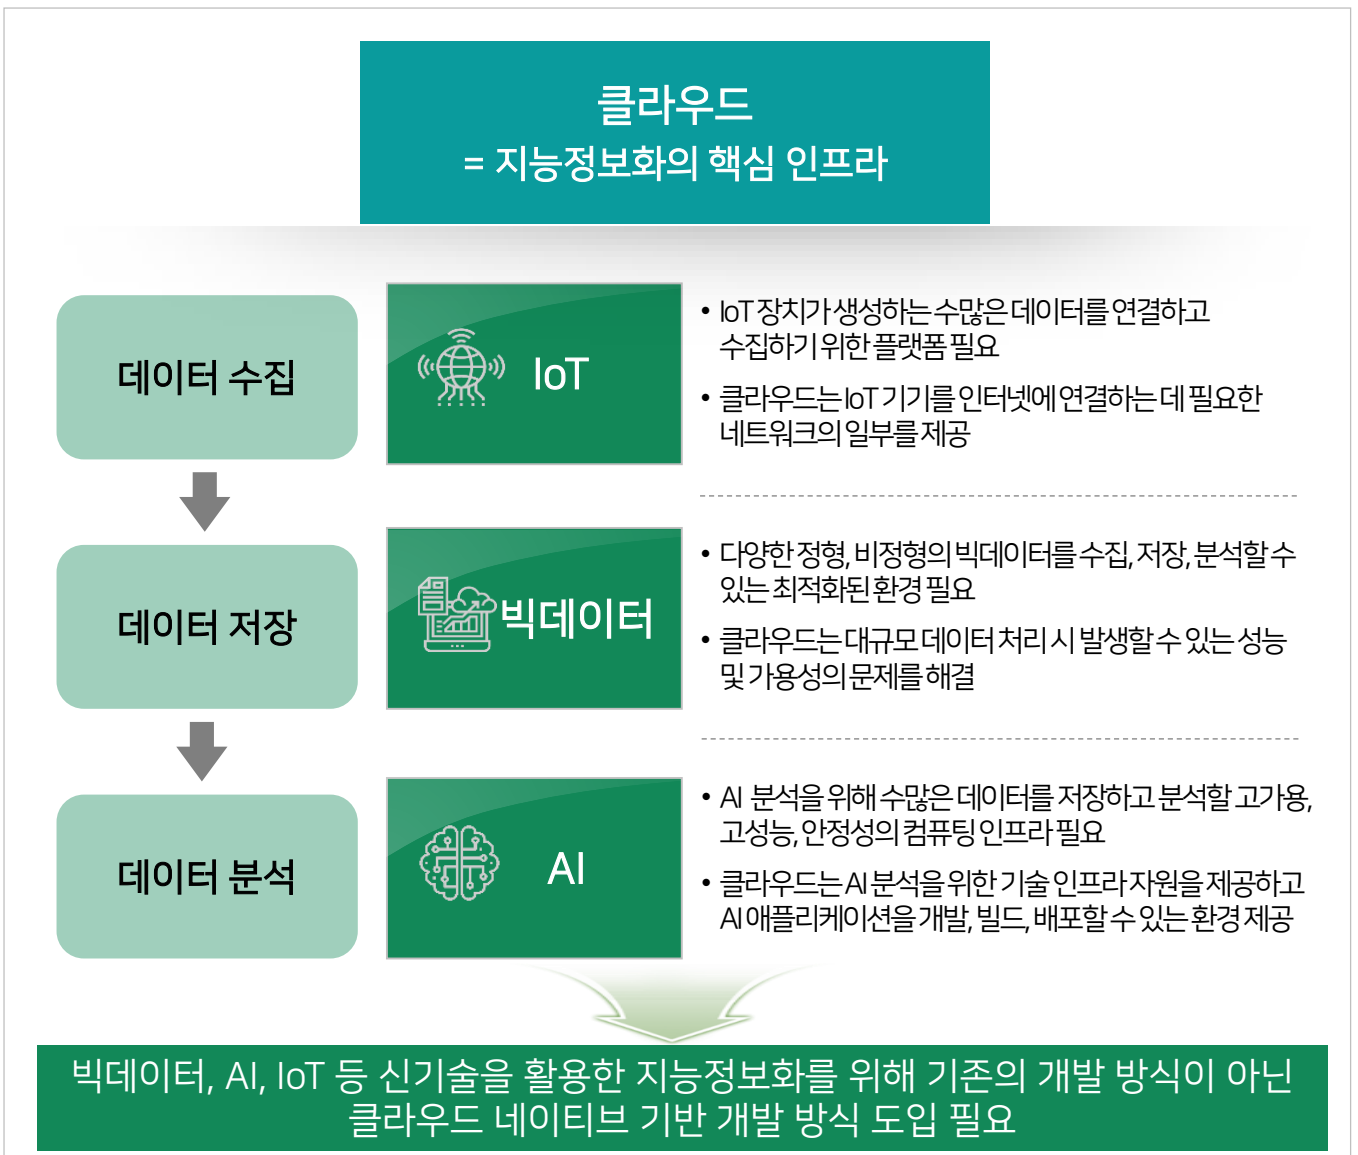 클라우드
= 지능정보화의 핵심 인프라
데이터 수집
IoT
• IoT 장치가 생성하는 수많은 데이터를 연결하고
수집하기 위한 플랫폼 필요
• 클라우드는 IoT 기기를 인터넷에 연결하는 데 필요한
네트워크의 일부를 제공
데이터 저장
빅데이터
• 다양한 정형, 비정형의 빅데이터를 수집, 저장, 분석할 수
있는 최적화된 환경 필요
• 클라우드는 대규모 데이터 처리 시 발생할 수 있는 성능
및 가용성의 문제를 해결
데이터 분석
AI
• AI 분석을 위해 수많은 데이터를 저장하고 분석할 고가용,
고성능, 안정성의 컴퓨팅 인프라 필요
• 클라우드는 AI 분석을 위한 기술 인프라 자원을 제공하고
AI 애플리케이션을 개발, 빌드, 배포할 수 있는 환경 제공
빅데이터, AI, IoT 등 신기술을 활용한 지능정보화를 위해 기존의 개발 방식이 아닌
클라우드 네이티브 기반 개발 방식 도입 필요